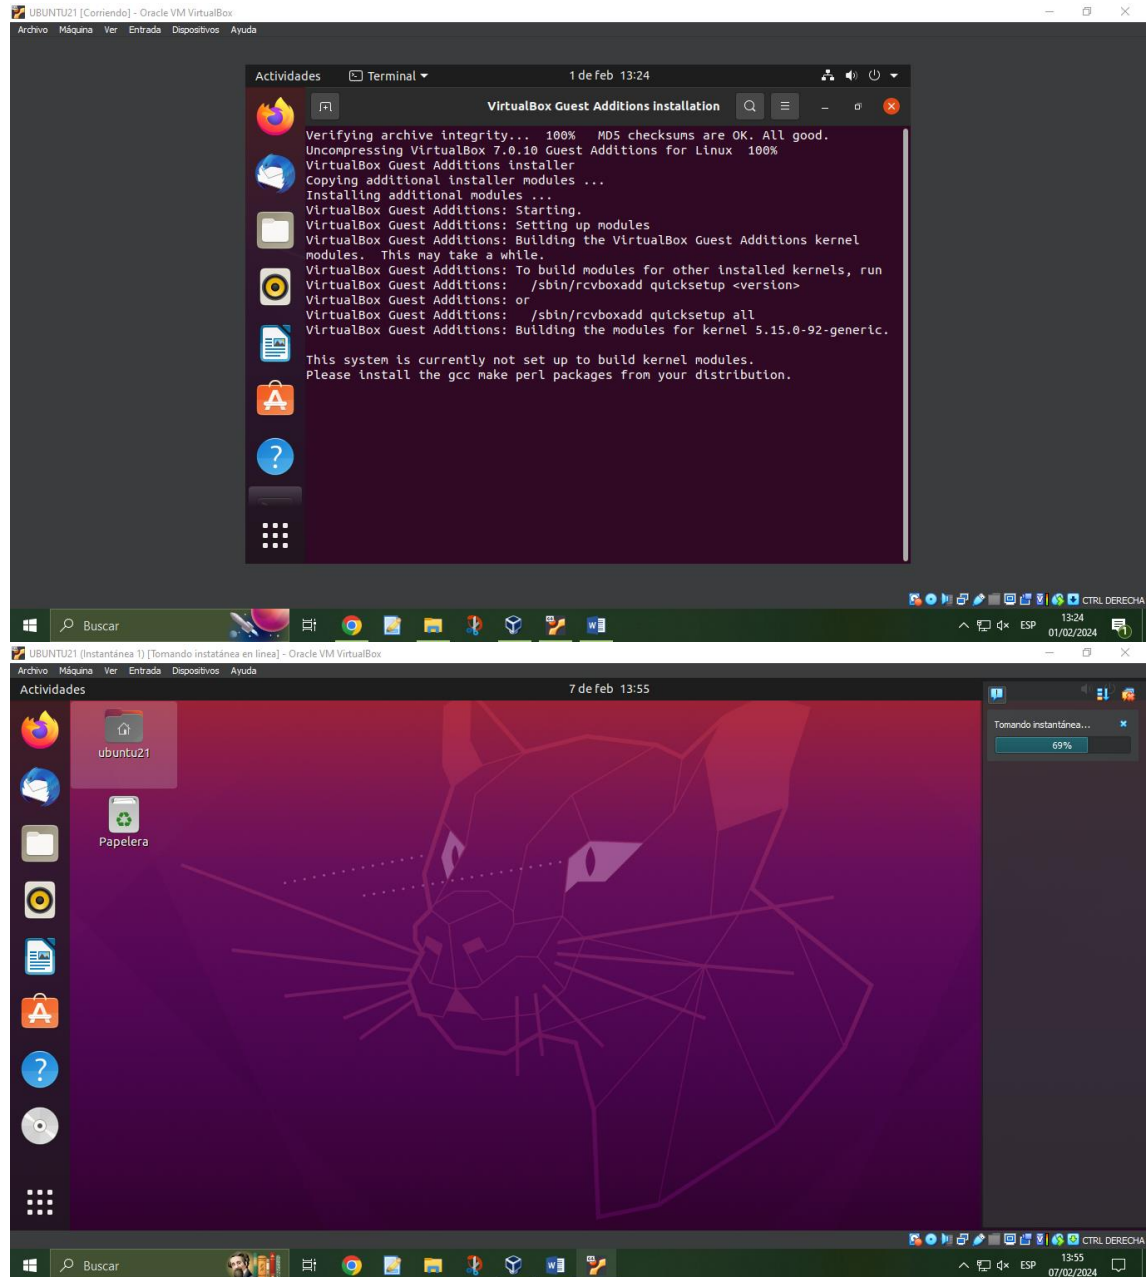 UBUNTU21 [Corriendo] - Oracle VM VirtualBox
Archivo Máquina Ver Entrada Dispositivos Ayuda
Actividades Terminal 1 de feb 13:24
VirtualBox Guest Additions installation
Verifying archive integrity... 100% MD5 checksums are OK. All good.
Uncompressing VirtualBox 7.0.10 Guest Additions for Linux 100%
VirtualBox Guest Additions installer
Copying additional installer modules ...
Installing additional modules ...
VirtualBox Guest Additions: Starting.
VirtualBox Guest Additions: Setting up modules
VirtualBox Guest Additions: Building the VirtualBox Guest Additions kernel
modules. This may take a while.
VirtualBox Guest Additions: To build modules for other installed kernels, run
VirtualBox Guest Additions: /sbin/rcvboxadd quicksetup <version>
VirtualBox Guest Additions: or
VirtualBox Guest Additions: /sbin/rcvboxadd quicksetup all
VirtualBox Guest Additions: Building the modules for kernel 5.15.0-92-generic.
This system is currently not set up to build kernel modules.
Please install the gcc make perl packages from your distribution.
CTRL DERECHA
Buscar
ESP
13:24
01/02/2024
1
UBUNTU21 (Instantánea 1) [Tomando instatánea en linea] - Oracle VM VirtualBox
Archivo Máquina Ver Entrada Dispositivos Ayuda
Actividades 7 de feb 13:55
Tomando instantánea...
69%
ubuntu21
Papelera
CTRL DERECHA
Buscar
ESP
13:55
07/02/2024